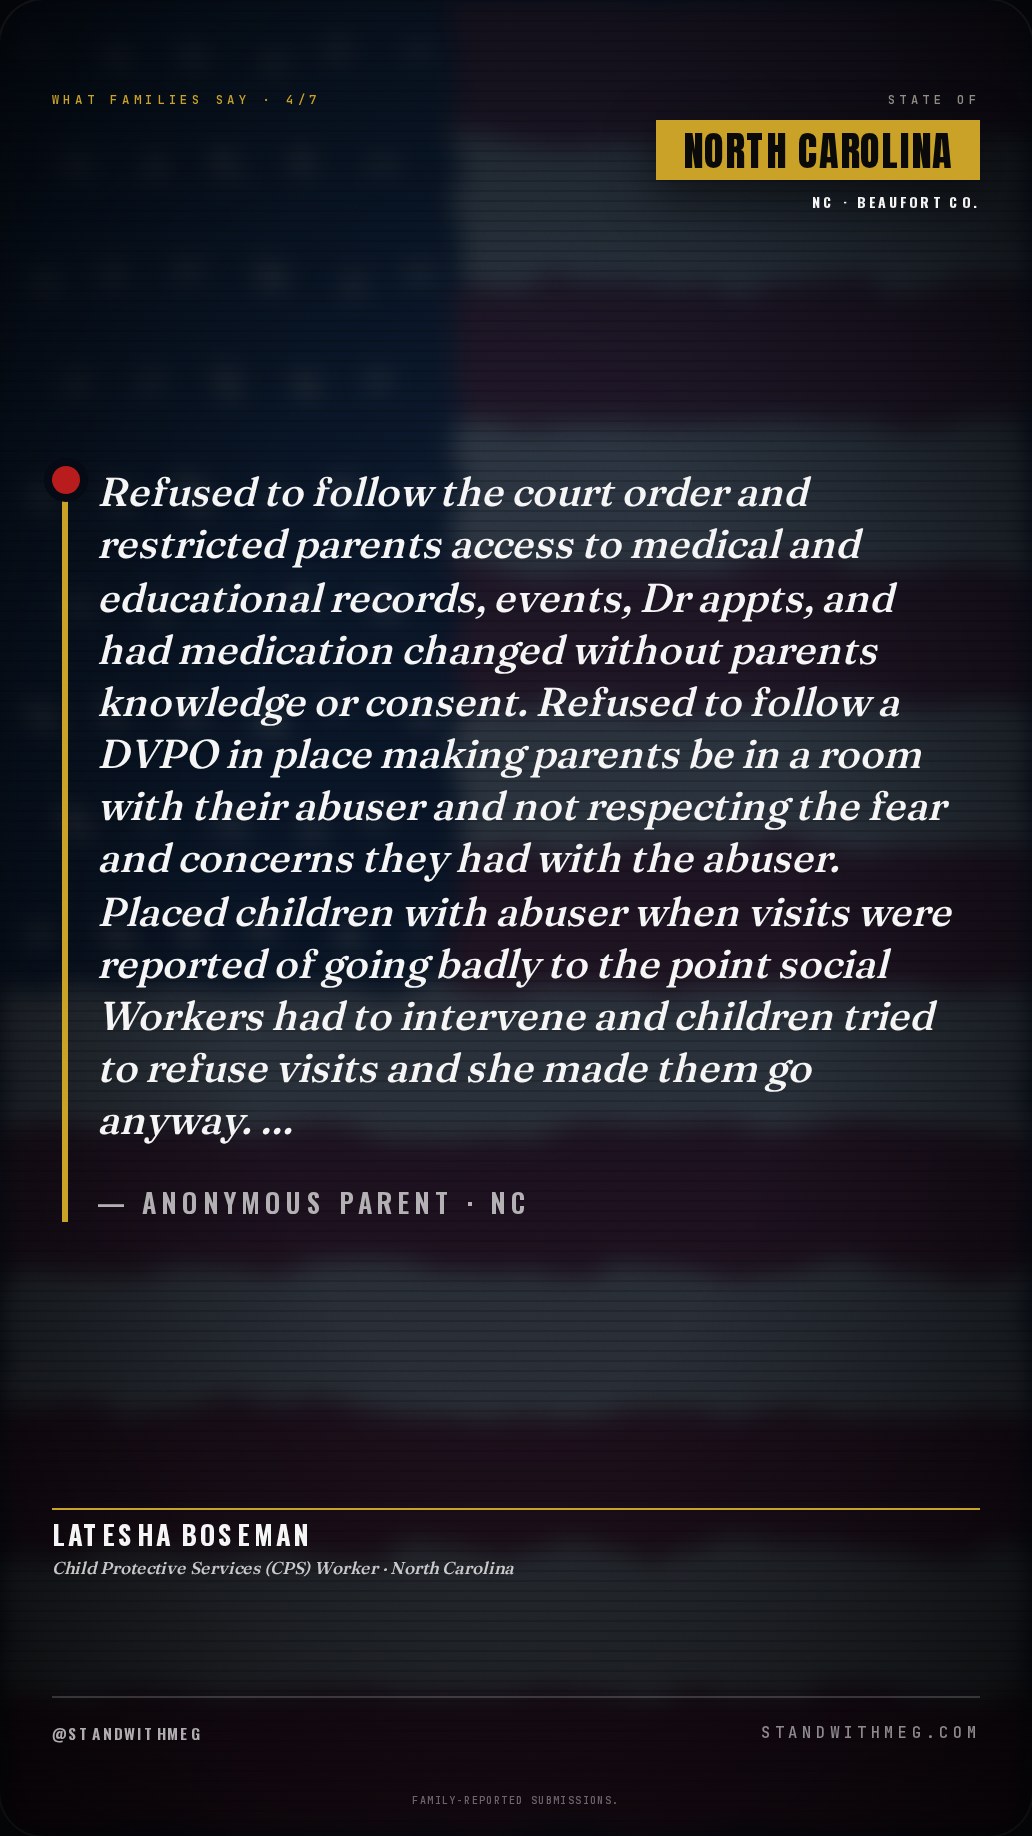 WHAT FAMILIES SAY · 4/7
STATE OF
NORTH CAROLINA
NC · BEAUFORT CO.
Refused to follow the court order and
restricted parents access to medical and
educational records, events, Dr appts, and
had medication changed without parents
knowledge or consent. Refused to follow a
DVPO in place making parents be in a room
with their abuser and not respecting the fear
and concerns they had with the abuser.
Placed children with abuser when visits were
reported of going badly to the point social
Workers had to intervene and children tried
to refuse visits and she made them go
anyway. ...
— ANONYMOUS PARENT · NC
LATESHA BOSEMAN
Child Protective Services (CPS) Worker · North Carolina
@STANDWITHMEG
STANDWITHMEG.COM
FAMILY-REPORTED SUBMISSIONS.